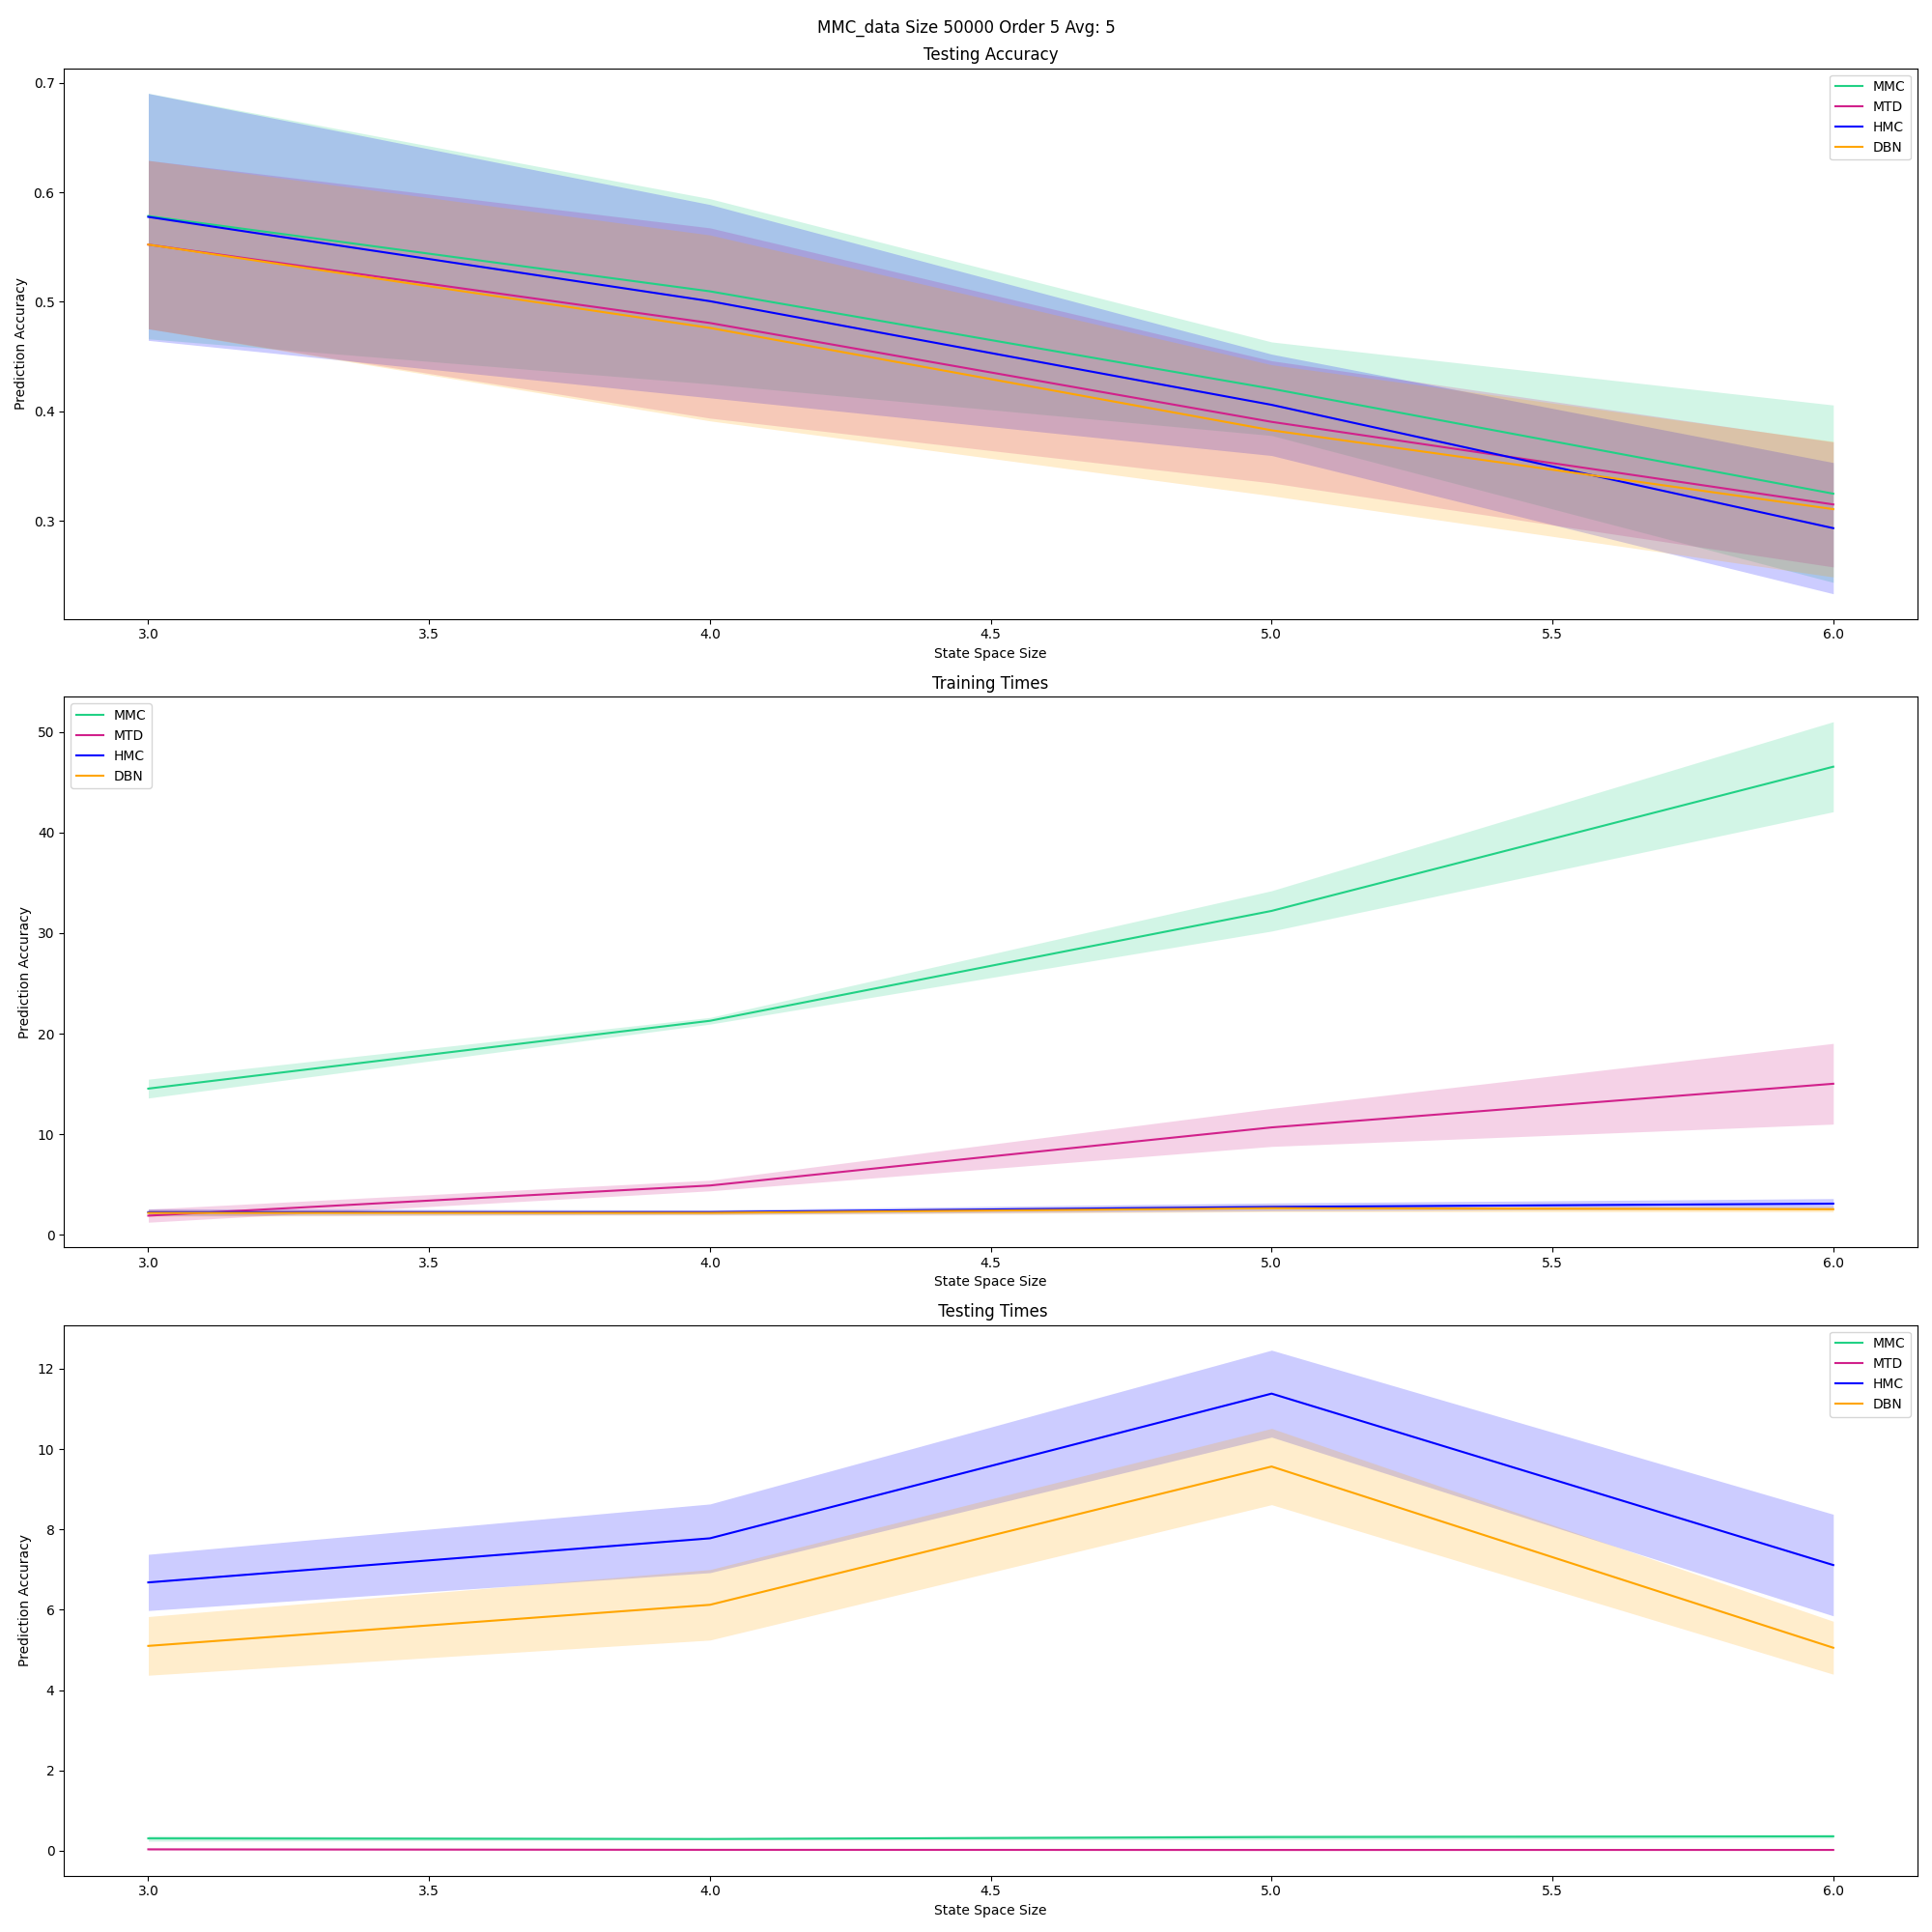 MMC_data Size 50000 Order 5 Avg: 5
Testing Accuracy
0.7
0.6
0.5
0.4
0.3
Prediction Accuracy
MMC
MTD
HMC
DBN
3.0 3.5 4.0 4.5 5.0 5.5 6.0
State Space Size
Training Times
50
40
30
20
10
0
Prediction Accuracy
MMC
MTD
HMC
DBN
3.0 3.5 4.0 4.5 5.0 5.5 6.0
State Space Size
Testing Times
12
10
8
6
4
2
0
Prediction Accuracy
MMC
MTD
HMC
DBN
3.0 3.5 4.0 4.5 5.0 5.5 6.0
State Space Size